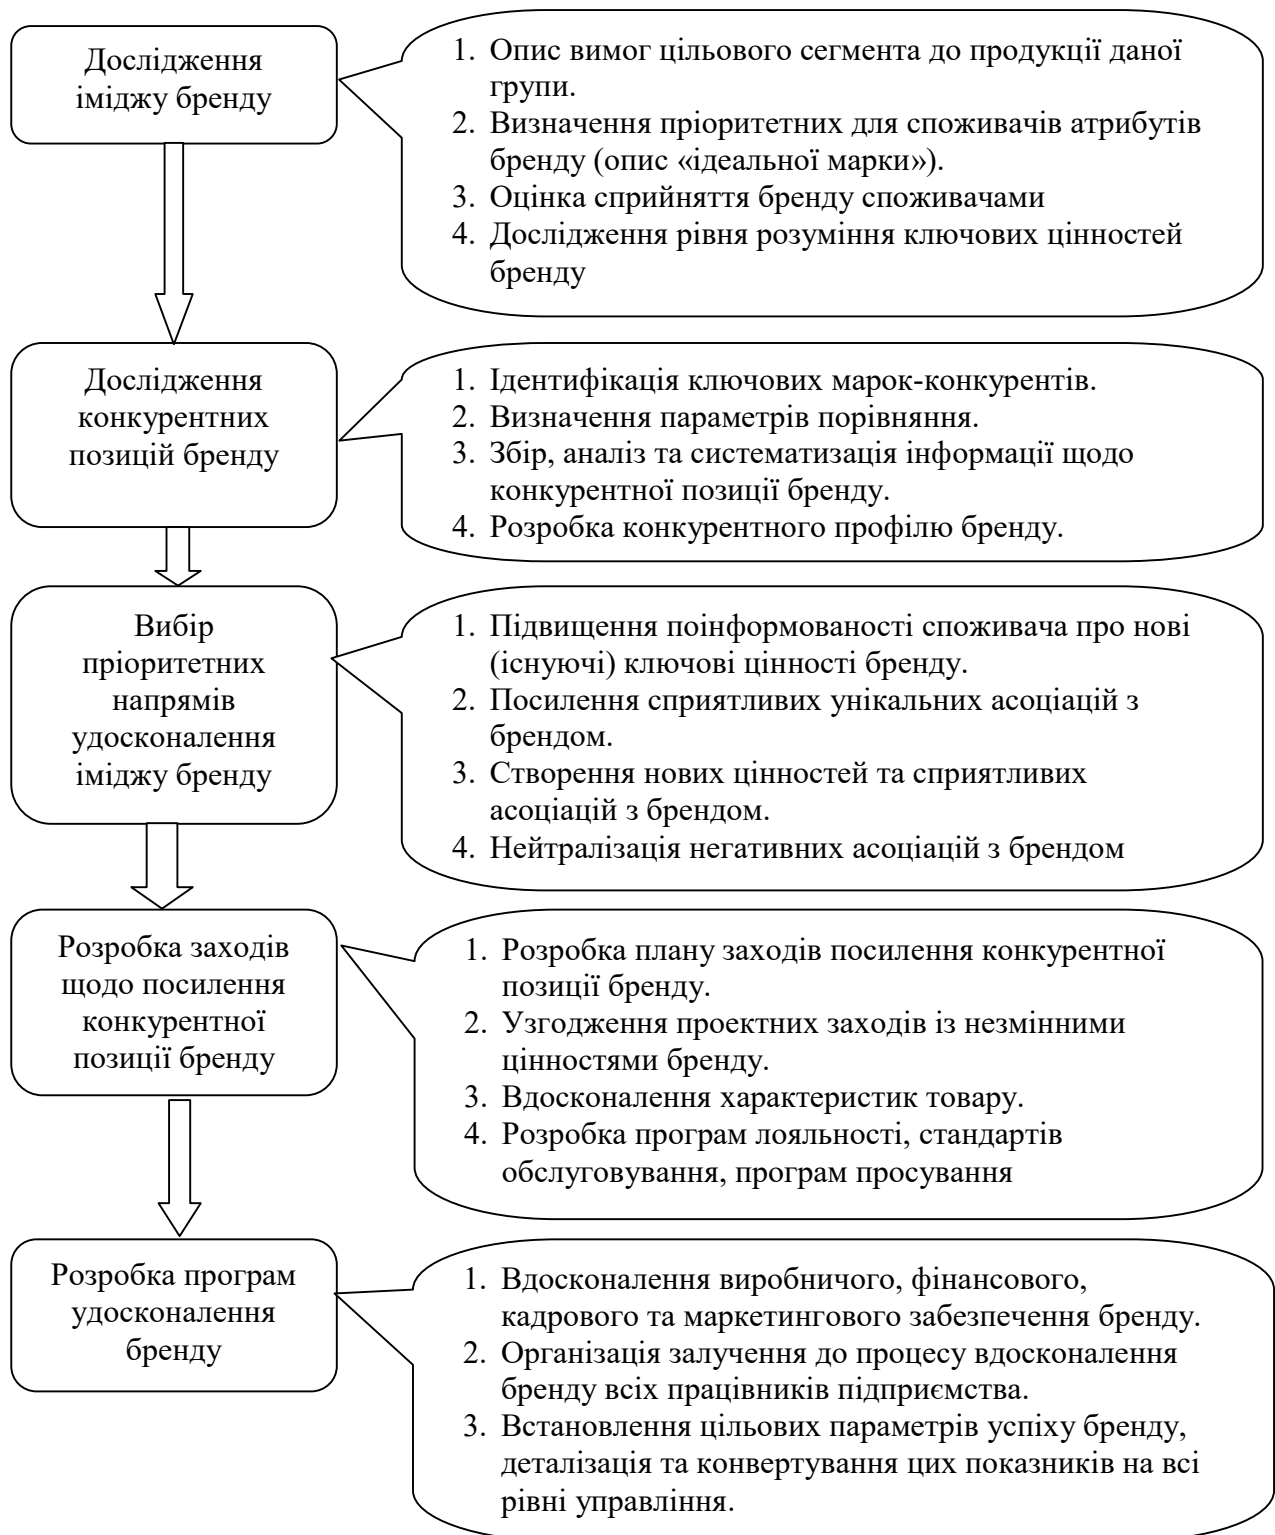 Дослідження
іміджу бренду
1. Опис вимог цільового сегмента до продукції даної
групи.
2. Визначення пріоритетних для споживачів атрибутів
бренду (опис «ідеальної марки»).
3. Оцінка сприйняття бренду споживачами
4. Дослідження рівня розуміння ключових цінностей
бренду
Дослідження
конкурентних
позицій бренду
1. Ідентифікація ключових марок-конкурентів.
2. Визначення параметрів порівняння.
3. Збір, аналіз та систематизація інформації щодо
конкурентної позиції бренду.
4. Розробка конкурентного профілю бренду.
Вибір
пріоритетних
напрямів
удосконалення
іміджу бренду
1. Підвищення поінформованості споживача про нові
(існуючі) ключові цінності бренду.
2. Посилення сприятливих унікальних асоціацій з
брендом.
3. Створення нових цінностей та сприятливих
асоціацій з брендом.
4. Нейтралізація негативних асоціацій з брендом
Розробка заходів
щодо посилення
конкурентної
позиції бренду
1. Розробка плану заходів посилення конкурентної
позиції бренду.
2. Узгодження проектних заходів із незмінними
цінностями бренду.
3. Вдосконалення характеристик товару.
4. Розробка програм лояльності, стандартів
обслуговування, програм просування
Розробка програм
удосконалення
бренду
1. Вдосконалення виробничого, фінансового,
кадрового та маркетингового забезпечення бренду.
2. Організація залучення до процесу вдосконалення
бренду всіх працівників підприємства.
3. Встановлення цільових параметрів успіху бренду,
деталізація та конвертування цих показників на всі
рівні управління.